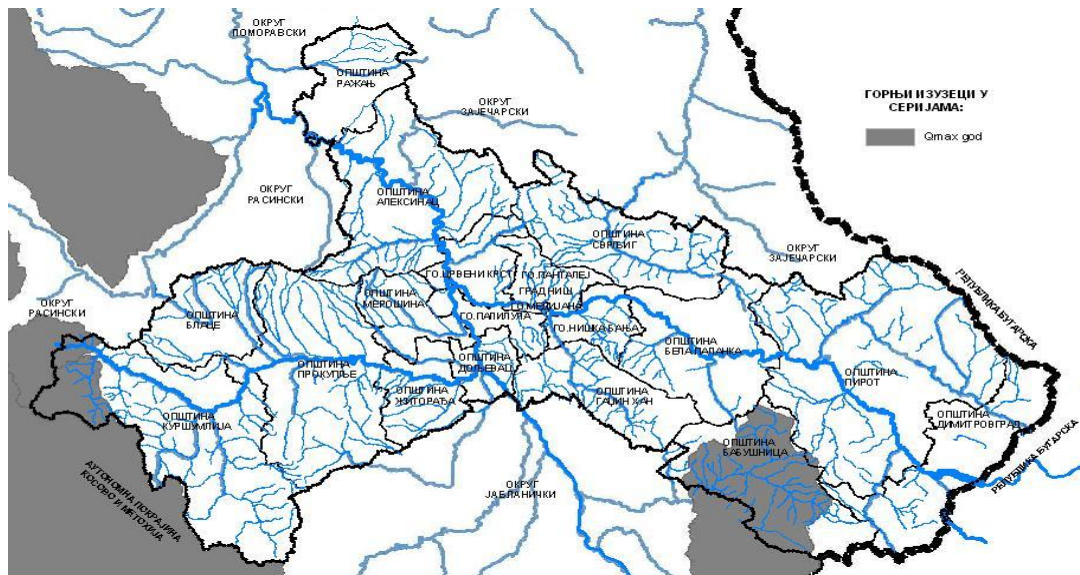 ОКРУГ
ПОМОРАВСКИ
ОПШТИНА
РАЖАЊ
ГОРЊИ ИЗУЗЕЦИ У
СЕРИЈАМА:
Qmax god
ОКРУГ
ЗАЈЕЧАРСКИ
ОКРУГ
РАСИНСКИ
ОПШТИНА
АЛЕКСИНАЦ
ОПШТИНА
СВРЉИГ
ОКРУГ
ЗАЈЕЧАРСКИ
РЕПУБЛИКА БУГАРСКА
ГО.ЦРВЕНИ КРСТ
ГО.ПАНТАЛЕЈ
ГРАД НИШ
ГО.МЕДИЈАНА
ГО.ПАЛИЛУЛА
ГО.НИШКА БАЊА
ОПШТИНА
МЕРОШИНА
ОКРУГ
РАСИНСКИ
ОПШТИНА
БЛАЦЕ
ОПШТИНА
БЕЛА ПАЛАНКА
ОПШТИНА
ПРОКУПЉЕ
ОПШТИНА
ДОЉЕВАЦ
ОПШТИНА
ПИРОТ
ОПШТИНА
ЖИТОРАЂА
ОПШТИНА
ГАЏИН ХАН
ОПШТИНА
КУРШУМЛИЈА
ОПШТИНА
ДИМИТРОВГРАД
ОПШТИНА
БАБУШНИЦА
РЕПУБЛИКА БУГАРСКА
АУТОНОМНА ПОКРАЈИНА
КОСОВО И МЕТОХИЈА
ОКРУГ
ЈАБЛАНИЧКИ